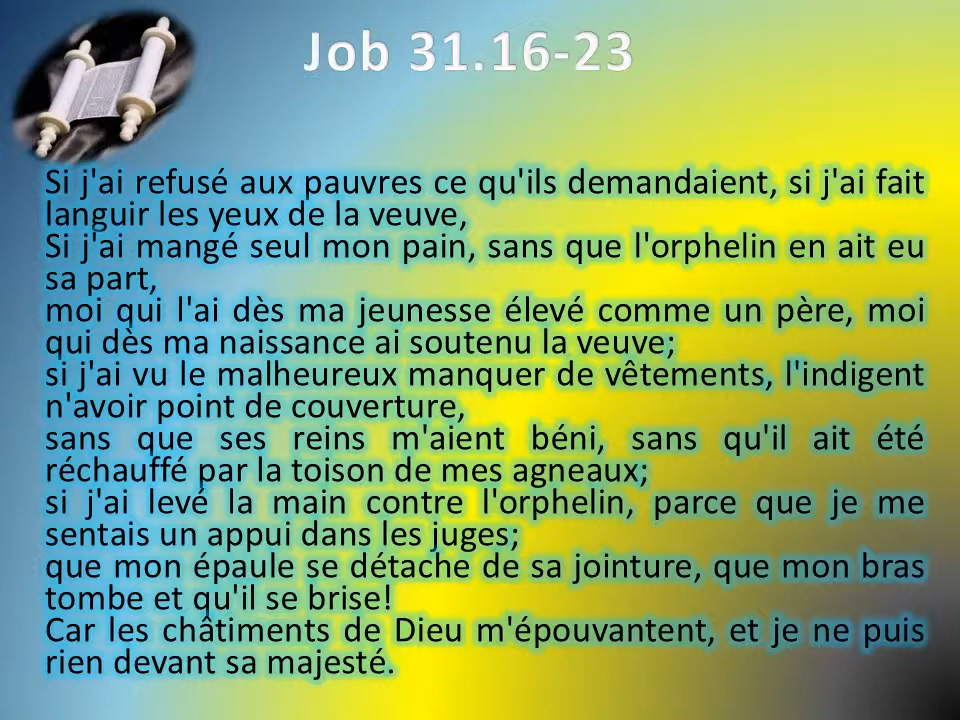 Job 31.16-23
Si j'ai refusé aux pauvres ce qu'ils demandaient, si j'ai fait
languir les yeux de la veuve,
Si j'ai mangé seul mon pain, sans que l'orphelin en ait eu
sa part,
moi qui l'ai dès ma jeunesse élevé comme un père, moi
qui dès ma naissance ai soutenu la veuve;
si j'ai vu le malheureux manquer de vêtements, l'indigent
n'avoir point de couverture,
sans que ses reins m'aient béni, sans qu'il ait été
réchauffé par la toison de mes agneaux;
si j'ai levé la main contre l'orphelin, parce que je me
sentais un appui dans les juges;
que mon épaule se détache de sa jointure, que mon bras
tombe et qu'il se brise!
Car les châtiments de Dieu m'épouvantent, et je ne puis
rien devant sa majesté.